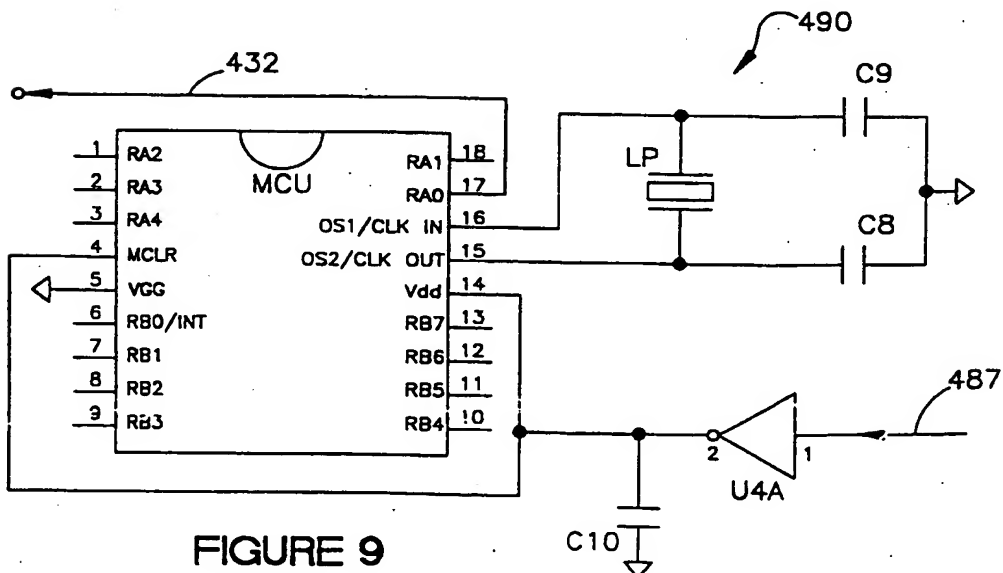 490
432
C9
1 RA2
RA1 18
2 RA3
MCU
LP
RA0 17
3 RA4
OS1/CLK IN 16
4 MCLR
OS2/CLK OUT 15
C8
5 VGG
Vdd 14
6 RB0/INT
RB7 13
7 RB1
RB6 12
8 RB2
RB5 11
487
9 RB3
RB4 10
2
1
U4A
C10
FIGURE 9